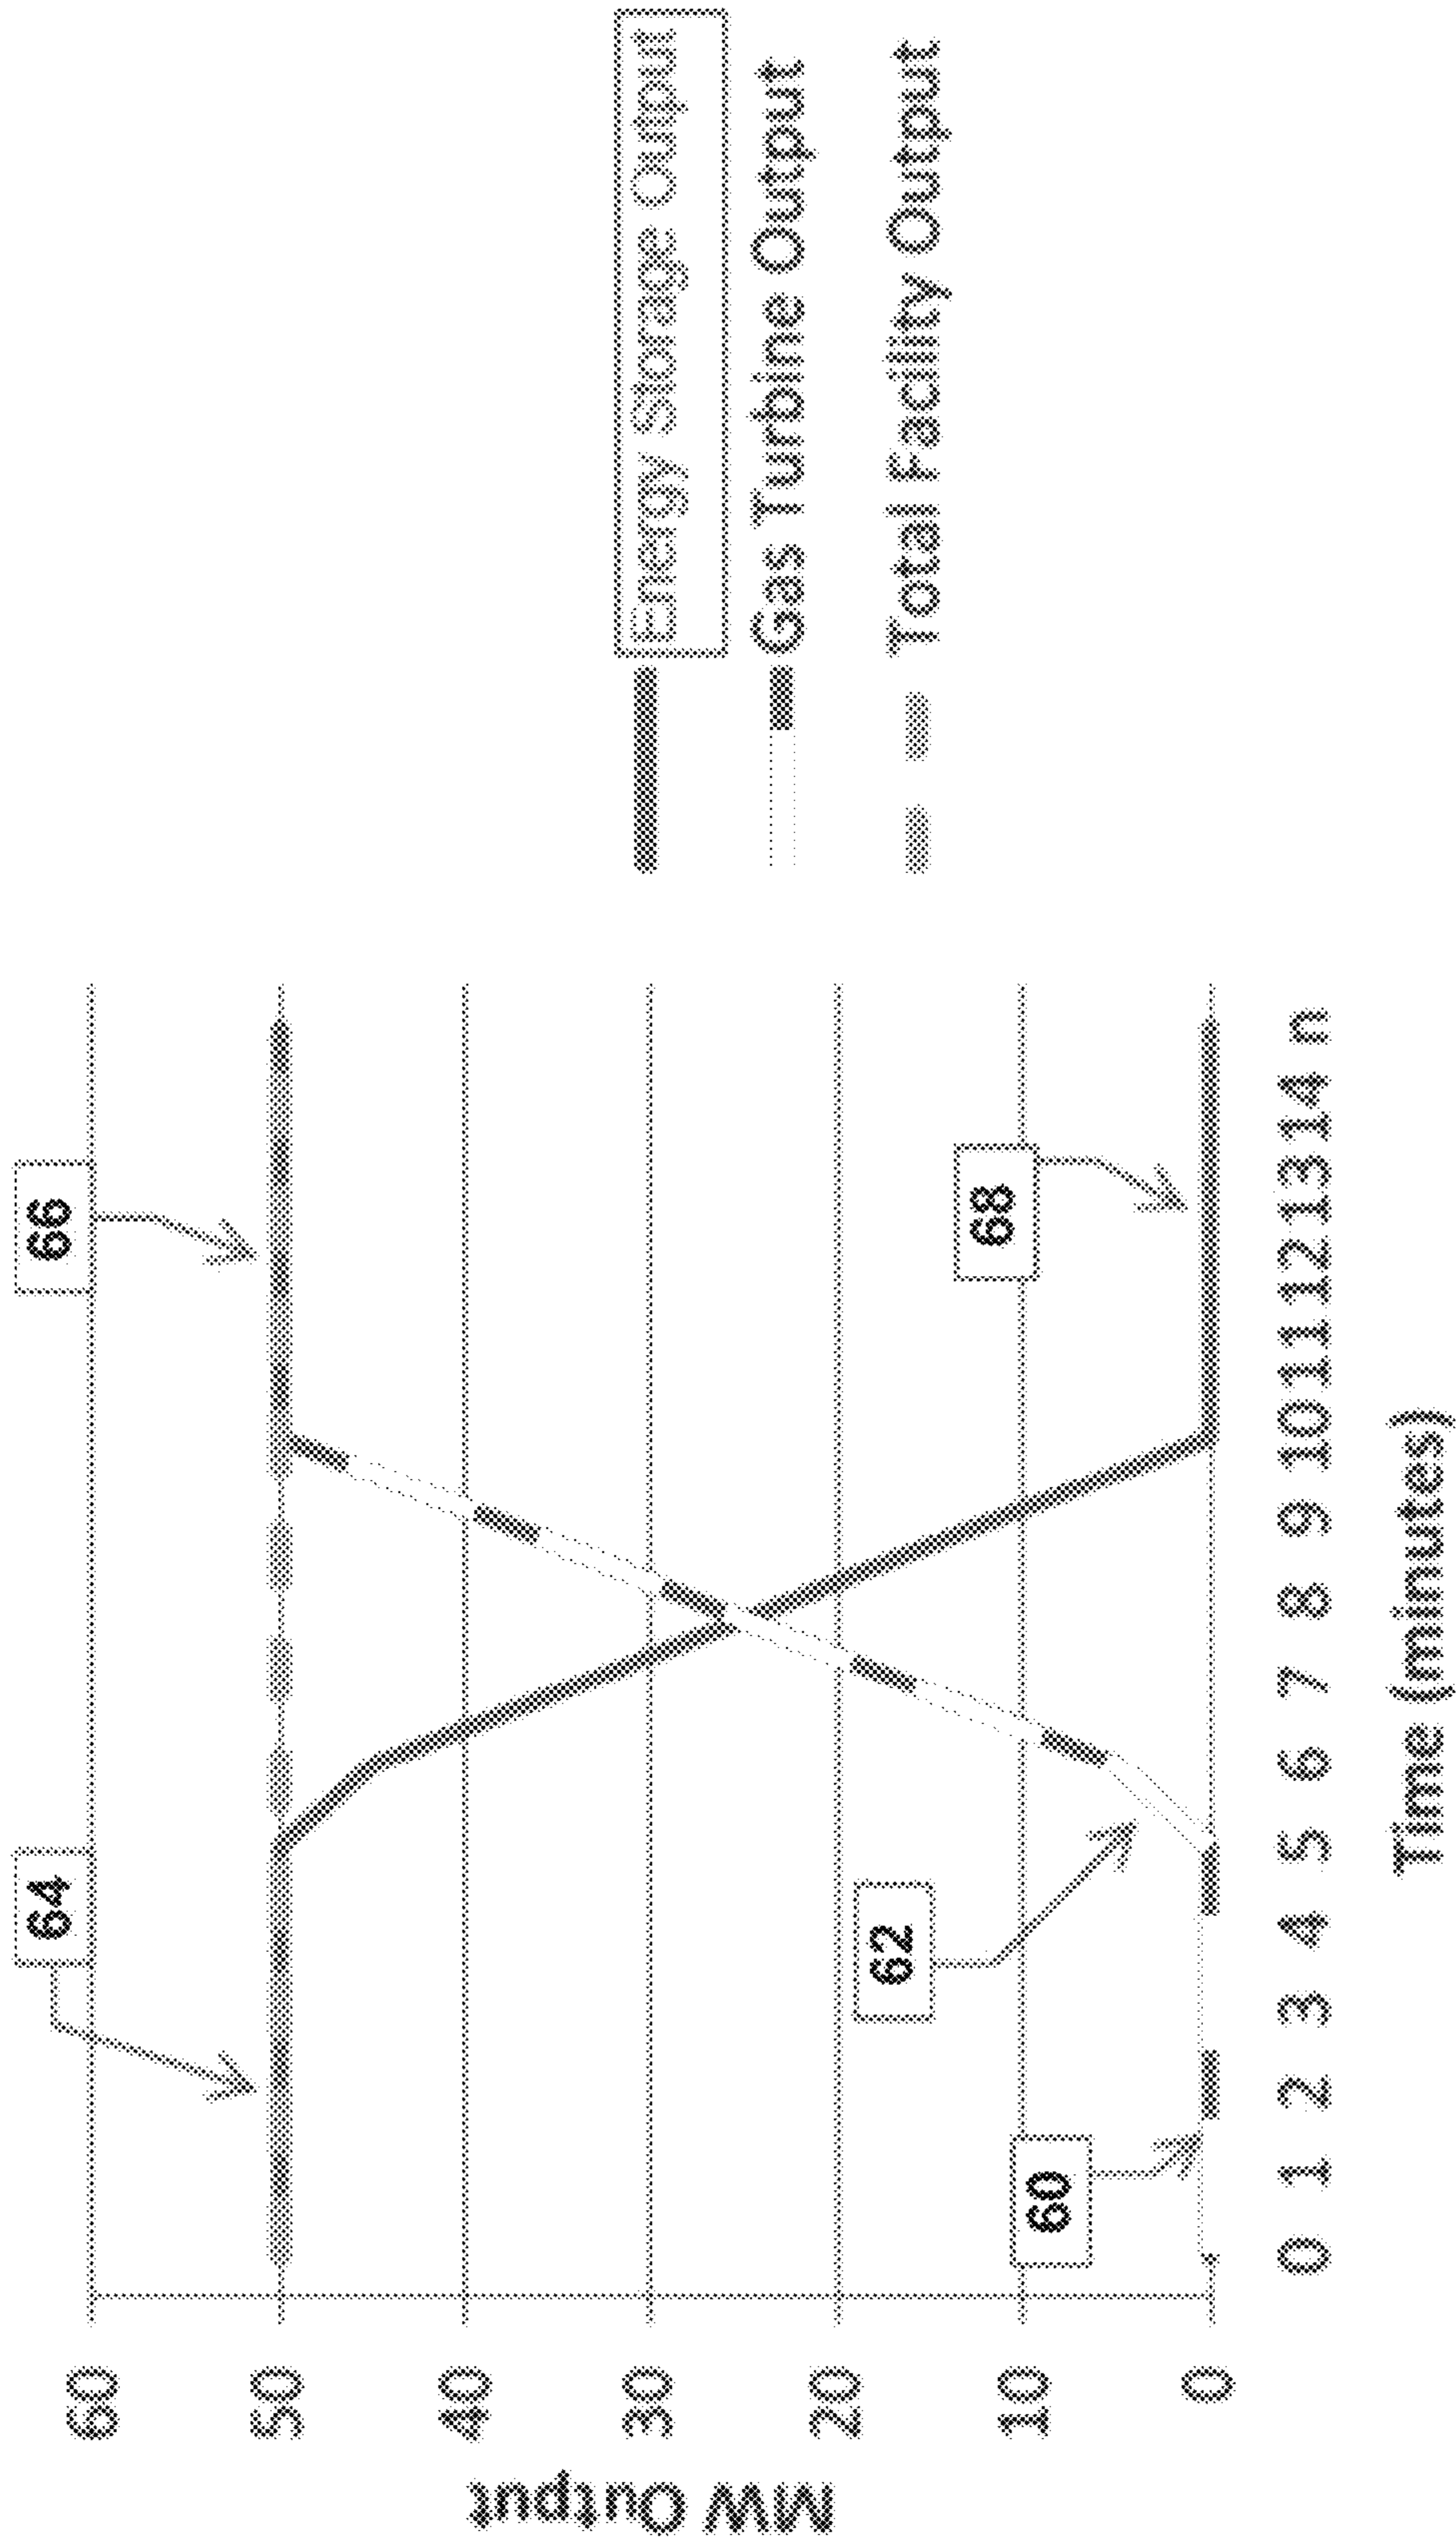 MW Output
60
50
40
30
20
10
0
64
66
62
60
68
0 1 2 3 4 5 6 7 8 9 10 11 12 13 14 n
Time (minutes)
Energy Storage Output
Gas Turbine Output
Total Facility Output